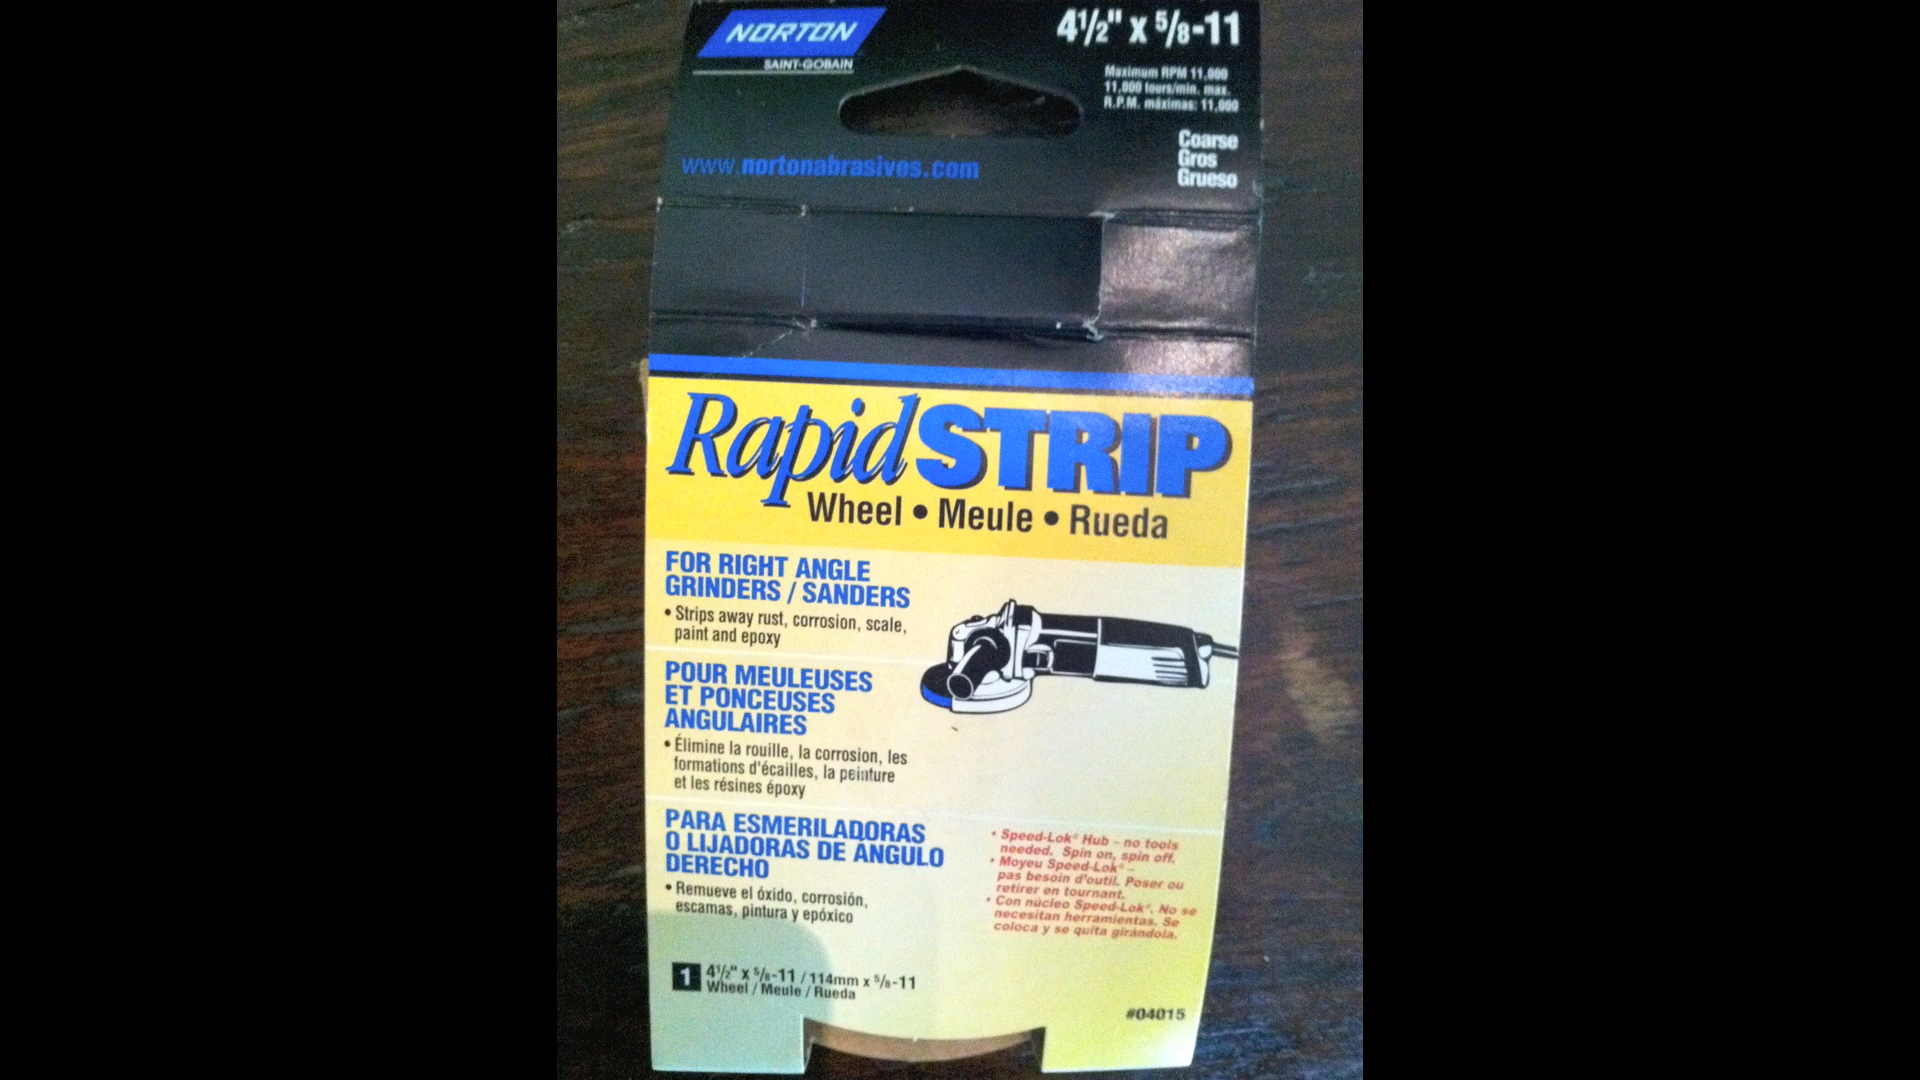 NORTON
SAINT-GOBAIN
4½" x ⅝-11
Maximum RPM 11,000
11,000 tours/min. max.
R.P.M. máximas: 11,000
Coarse
Gros
Grueso
www.nortonabrasives.com
RapidSTRIP
Wheel • Meule • Rueda
FOR RIGHT ANGLE
GRINDERS / SANDERS
• Strips away rust, corrosion, scale,
paint and epoxy
POUR MEULEUSES
ET PONCEUSES
ANGULAIRES
• Élimine la rouille, la corrosion, les
formations d'écailles, la peinture
et les résines époxy
PARA ESMERILADORAS
O LIJADORAS DE ÁNGULO
DERECHO
• Remueve el óxido, corrosión,
escamas, pintura y epóxico
• Speed-Lok® Hub – no tools
needed. Spin on, spin off.
• Moyeu Speed-Lok® –
pas besoin d'outil. Poser ou
retirer en tournant.
• Con núcleo Speed-Lok®. No se
necesitan herramientas. Se
coloca y se quita girándola.
1 4½" x ⅝-11 / 114mm x ⅝-11
Wheel / Meule / Rueda
#04015